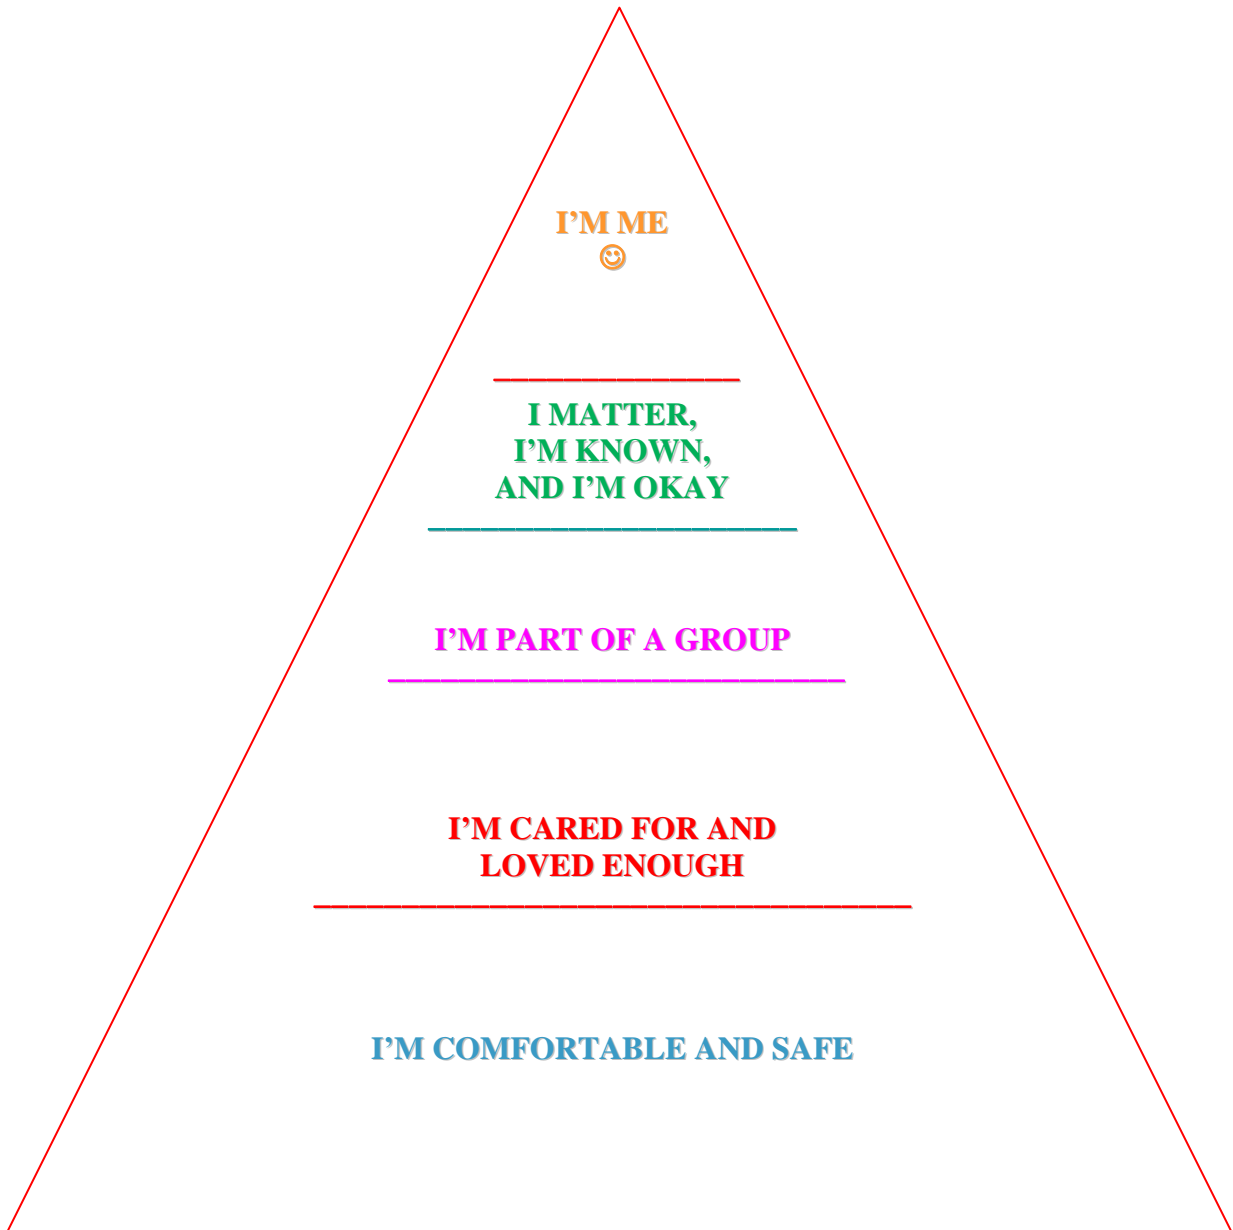 I’M ME
☺
I MATTER,
I’M KNOWN,
AND I’M OKAY
I’M PART OF A GROUP
I’M CARED FOR AND
LOVED ENOUGH
I’M COMFORTABLE AND SAFE